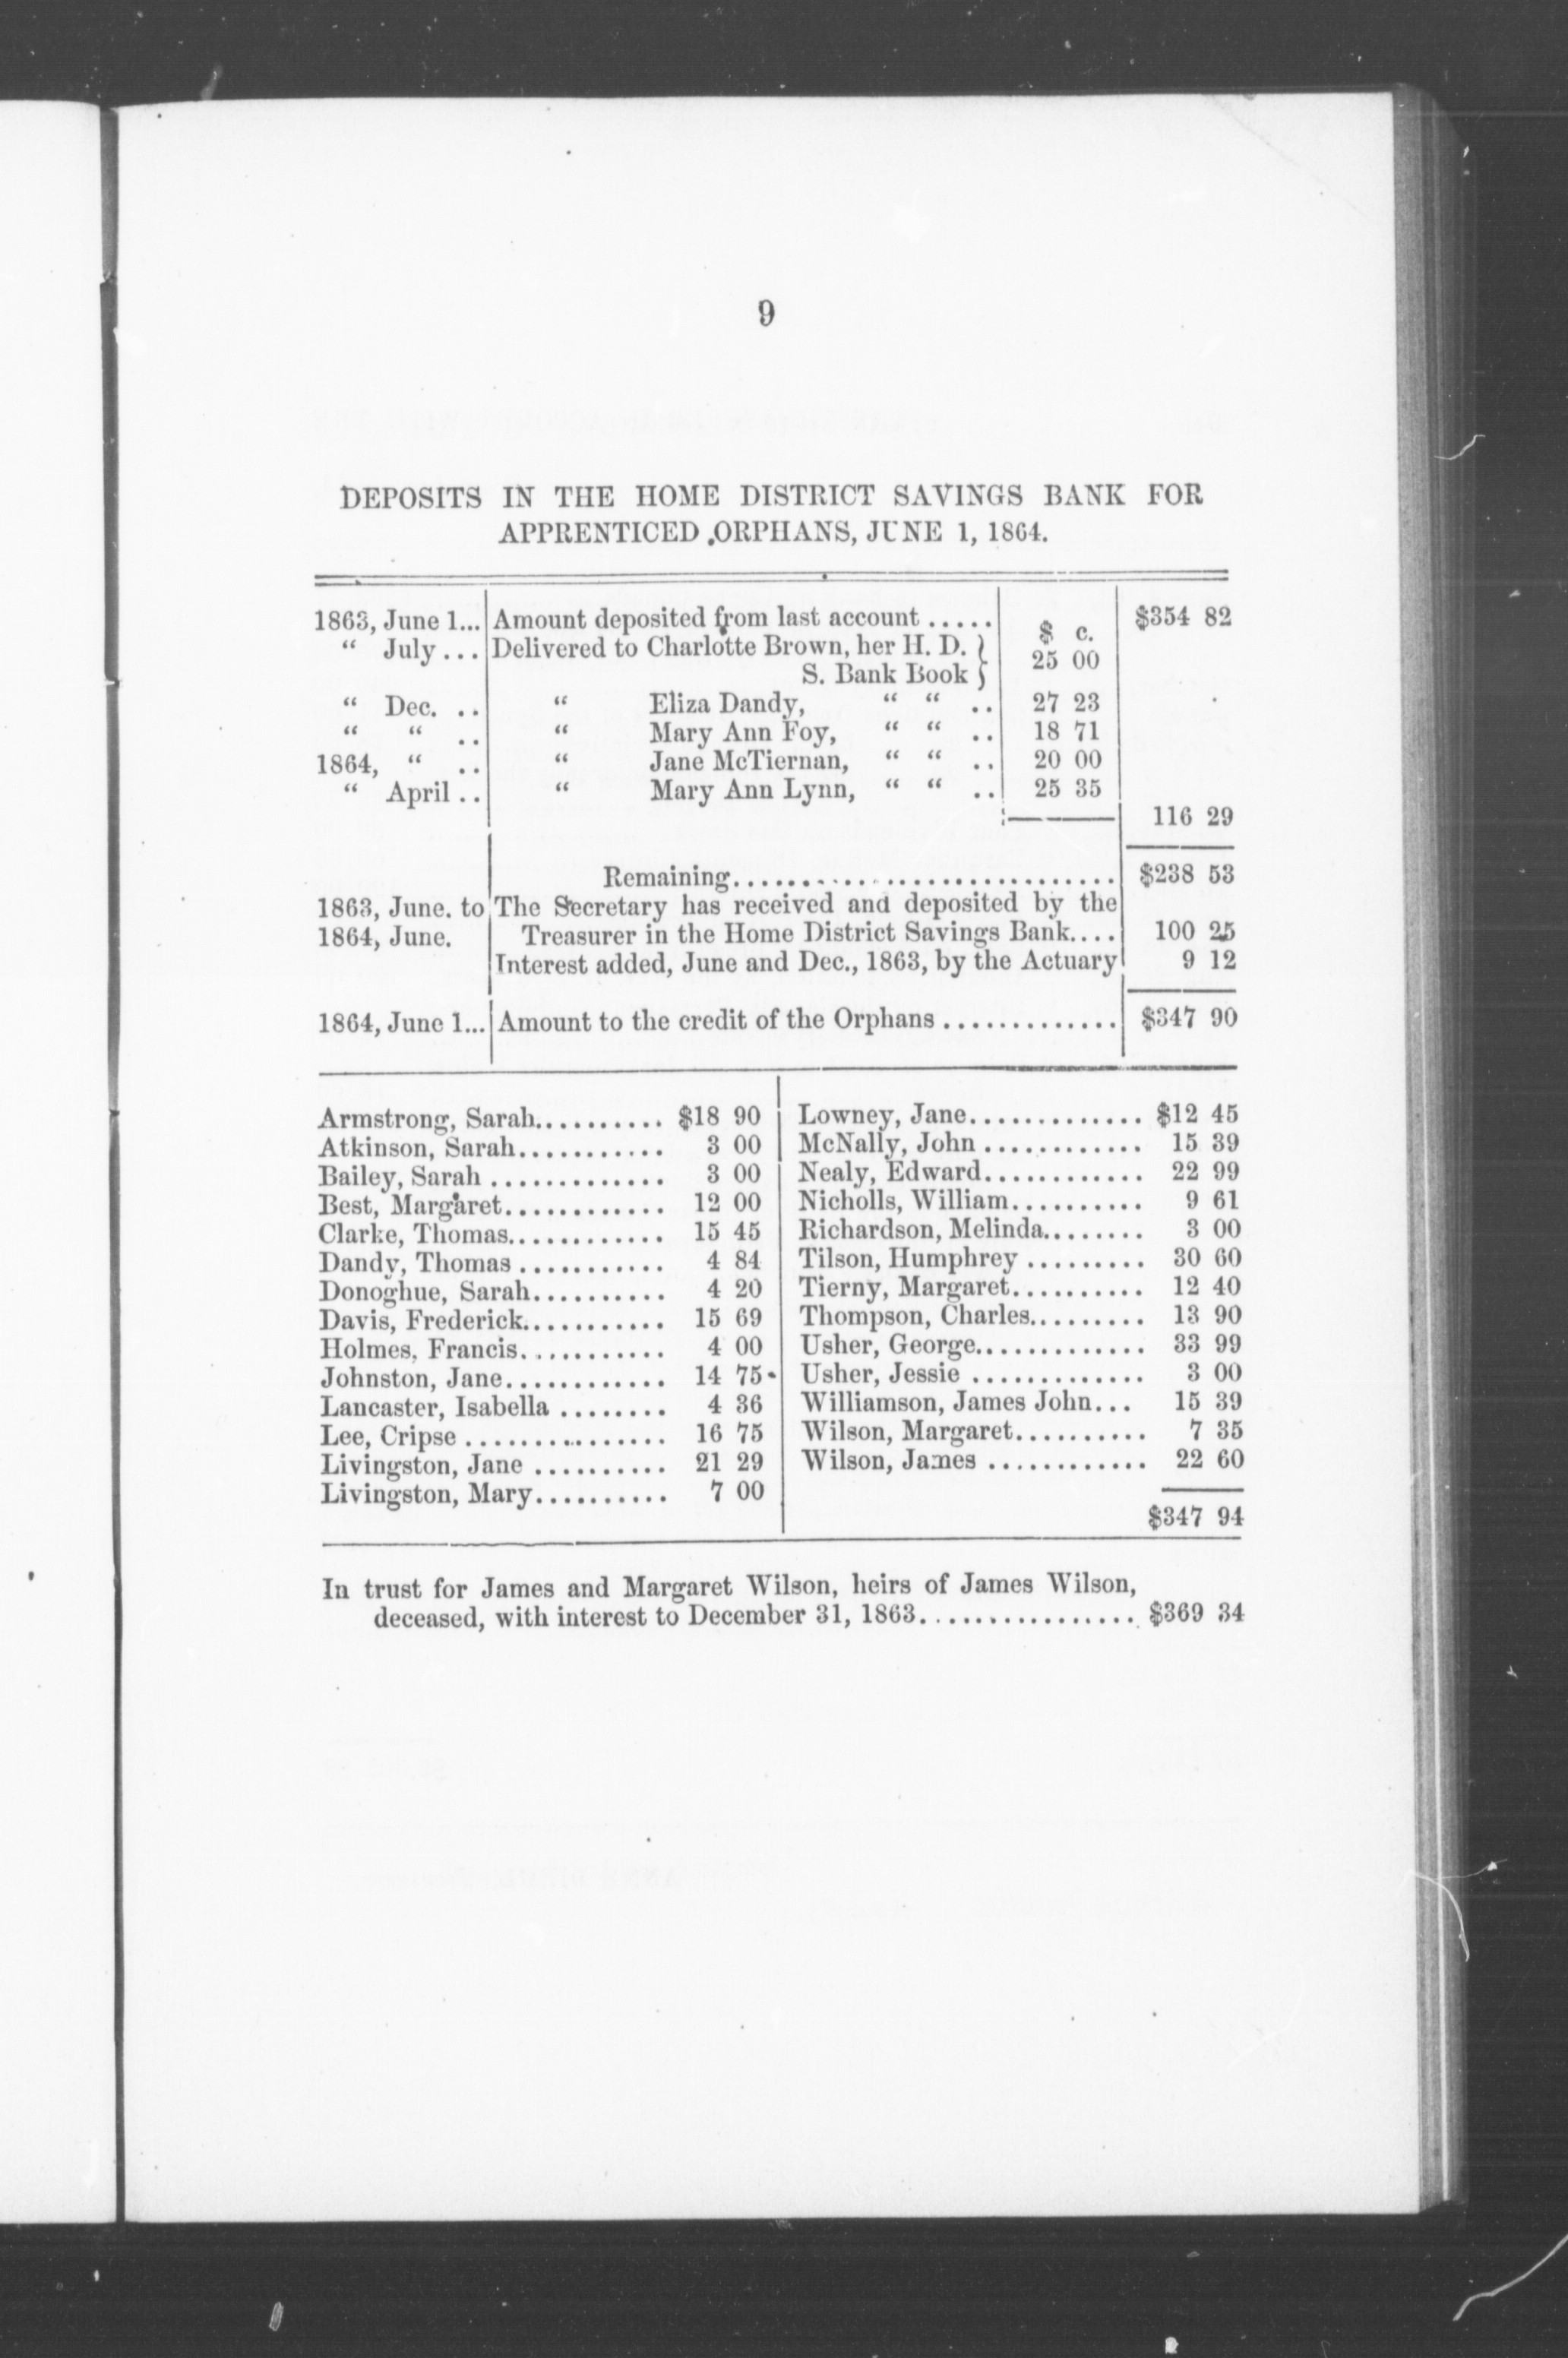 9
DEPOSITS IN THE HOME DISTRICT SAVINGS BANK FOR
APPRENTICED ORPHANS, JUNE 1, 1864.
1863, June 1... Amount deposited from last account ..... $354 82
$ c.
“ July ... Delivered to Charlotte Brown, her H. D. }
S. Bank Book } 25 00
“ Dec. .. “ Eliza Dandy, “ “ .. 27 23
“ “ .. “ Mary Ann Foy, “ “ .. 18 71
1864, “ .. “ Jane McTiernan, “ “ .. 20 00
“ April .. “ Mary Ann Lynn, “ “ .. 25 35
116 29
Remaining.............................. $238 53
1863, June. to The Secretary has received and deposited by the
1864, June. Treasurer in the Home District Savings Bank.... 100 25
Interest added, June and Dec., 1863, by the Actuary 9 12
1864, June 1... Amount to the credit of the Orphans ............. $347 90
Armstrong, Sarah.......... $18 90
Atkinson, Sarah........... 3 00
Bailey, Sarah ............. 3 00
Best, Margaret............ 12 00
Clarke, Thomas............ 15 45
Dandy, Thomas ........... 4 84
Donoghue, Sarah.......... 4 20
Davis, Frederick........... 15 69
Holmes, Francis........... 4 00
Johnston, Jane............ 14 75
Lancaster, Isabella ........ 4 36
Lee, Cripse ............... 16 75
Livingston, Jane .......... 21 29
Livingston, Mary.......... 7 00
Lowney, Jane............. $12 45
McNally, John ............ 15 39
Nealy, Edward............ 22 99
Nicholls, William.......... 9 61
Richardson, Melinda........ 3 00
Tilson, Humphrey ......... 30 60
Tierny, Margaret.......... 12 40
Thompson, Charles......... 13 90
Usher, George............. 33 99
Usher, Jessie ............. 3 00
Williamson, James John... 15 39
Wilson, Margaret.......... 7 35
Wilson, James ............ 22 60
$347 94
In trust for James and Margaret Wilson, heirs of James Wilson,
deceased, with interest to December 31, 1863................. $369 34